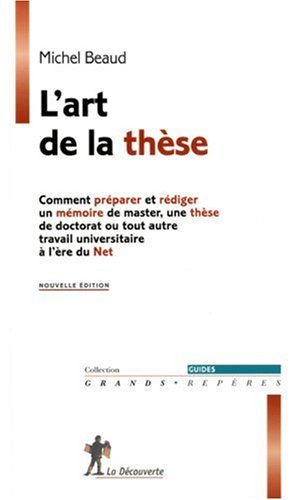 Michel Beaud
L'art
de la thèse
Comment préparer et rédiger
un mémoire de master, une thèse
de doctorat ou tout autre
travail universitaire
à l'ère du Net
NOUVELLE ÉDITION
Collection GUIDES
GRANDS • REPÈRES
La Découverte